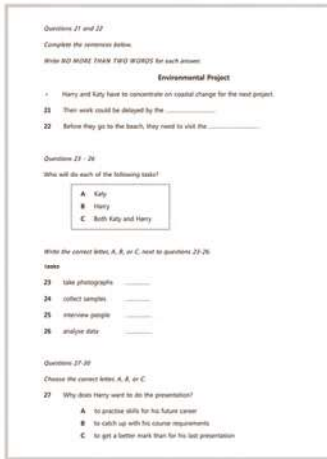 Questions 21 and 22
Complete the sentences below.
Write NO MORE THAN TWO WORDS for each answer.
Environmental Project
- Harry and Katy have to concentrate on coastal change for the next project.
21 Their work could be delayed by the ....................
22 Before they go to the beach, they need to visit the ....................
Questions 23 - 26
Who will do each of the following tasks?
A Katy
B Harry
C Both Katy and Harry
Write the correct letter, A, B, or C, next to questions 23-26.
tasks
23 take photographs ..........
24 collect samples ..........
25 interview people ..........
26 analyse data ..........
Questions 27-30
Choose the correct letter, A, B, or C.
27 Why does Harry want to do the presentation?
A to practise skills for his future career
B to catch up with his course requirements
C to get a better mark than for his last presentation